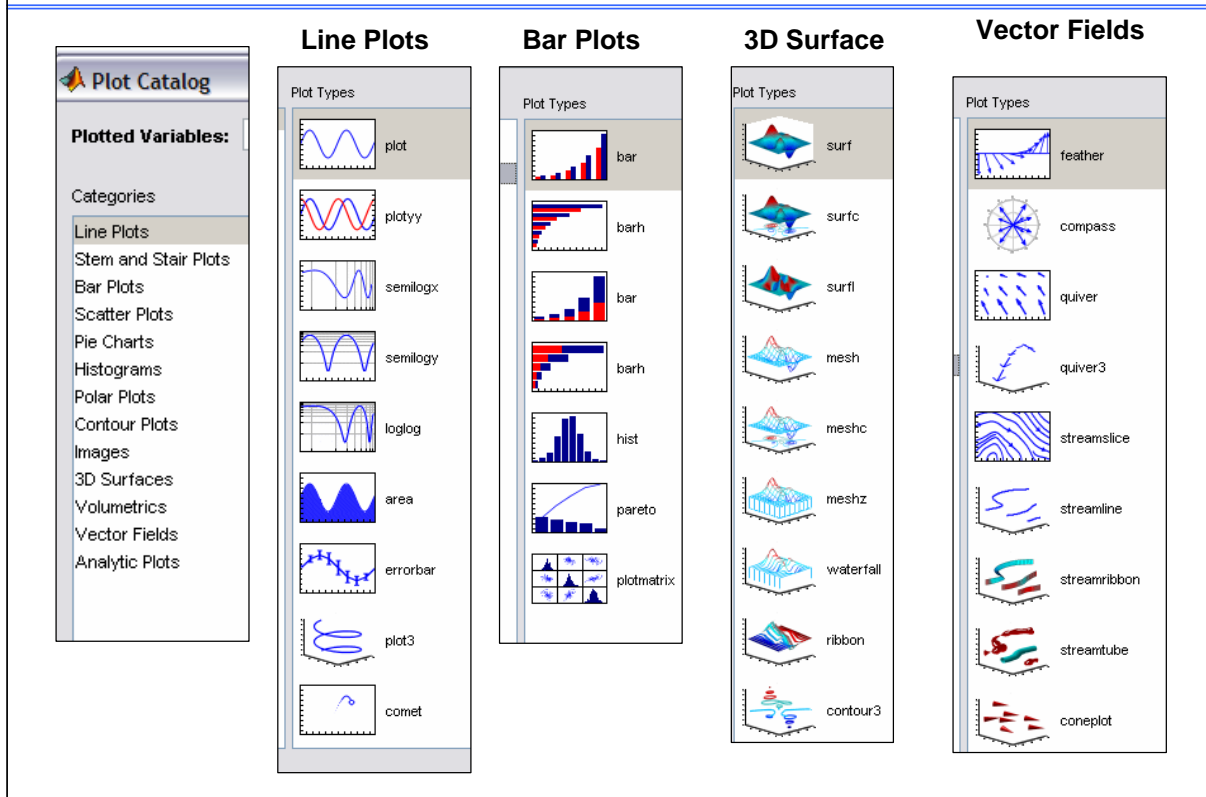 Line Plots
Bar Plots
3D Surface
Vector Fields
Plot Catalog
Plotted Variables:
Categories
Line Plots
Stem and Stair Plots
Bar Plots
Scatter Plots
Pie Charts
Histograms
Polar Plots
Contour Plots
Images
3D Surfaces
Volumetrics
Vector Fields
Analytic Plots
Plot Types
plot
plotyy
semilogx
semilogy
loglog
area
errorbar
plot3
comet
Plot Types
bar
barh
bar
barh
hist
pareto
plotmatrix
Plot Types
surf
surfc
surfl
mesh
meshc
meshz
waterfall
ribbon
contour3
Plot Types
feather
compass
quiver
quiver3
streamslice
streamline
streamribbon
streamtube
coneplot